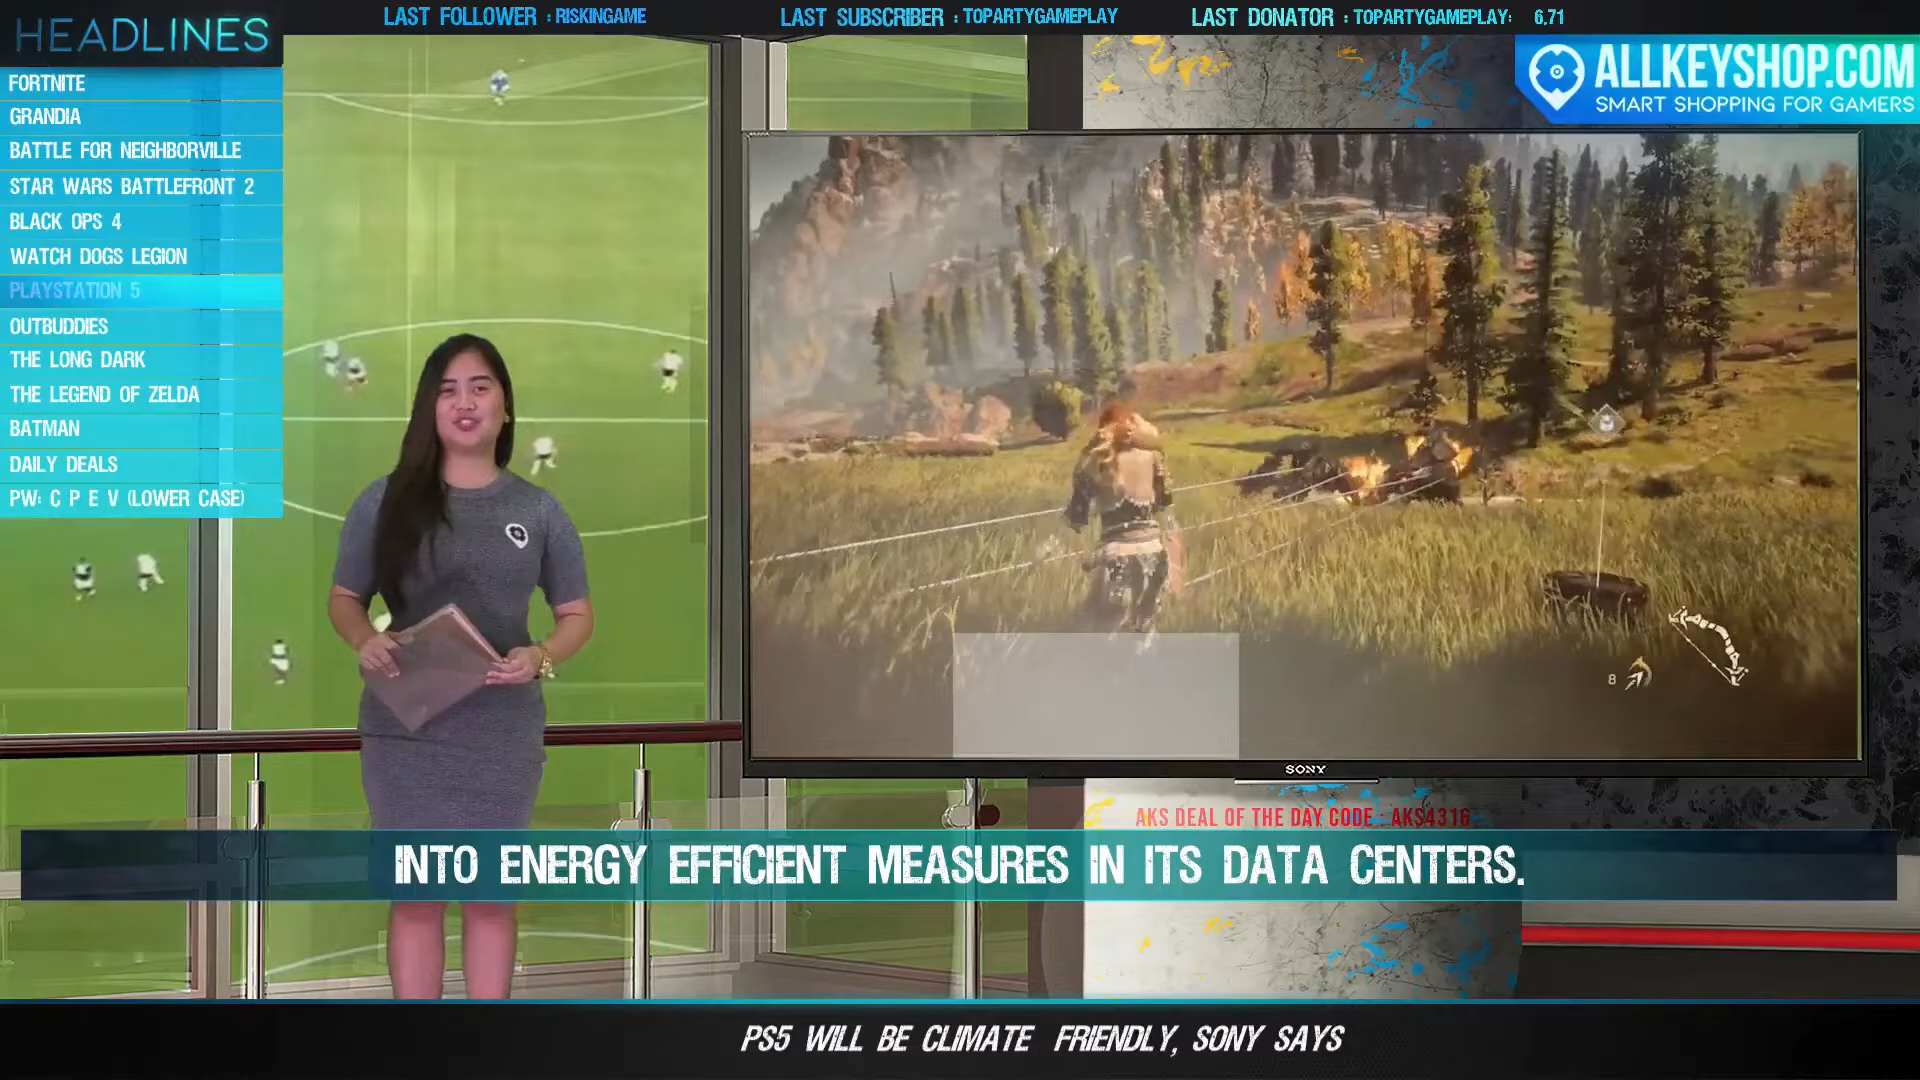 HEADLINES
LAST FOLLOWER : RISKINGAME
LAST SUBSCRIBER : TOPARTYGAMEPLAY
LAST DONATOR : TOPARTYGAMEPLAY: 6.71
ALLKEYSHOP.COM
SMART SHOPPING FOR GAMERS
FORTNITE
GRANDIA
BATTLE FOR NEIGHBORVILLE
STAR WARS BATTLEFRONT 2
BLACK OPS 4
WATCH DOGS LEGION
PLAYSTATION 5
OUTBUDDIES
THE LONG DARK
THE LEGEND OF ZELDA
BATMAN
DAILY DEALS
PW: C P E V (LOWER CASE)
8
SONY
AKS DEAL OF THE DAY CODE : AKS4316
INTO ENERGY EFFICIENT MEASURES IN ITS DATA CENTERS.
PS5 WILL BE CLIMATE FRIENDLY, SONY SAYS